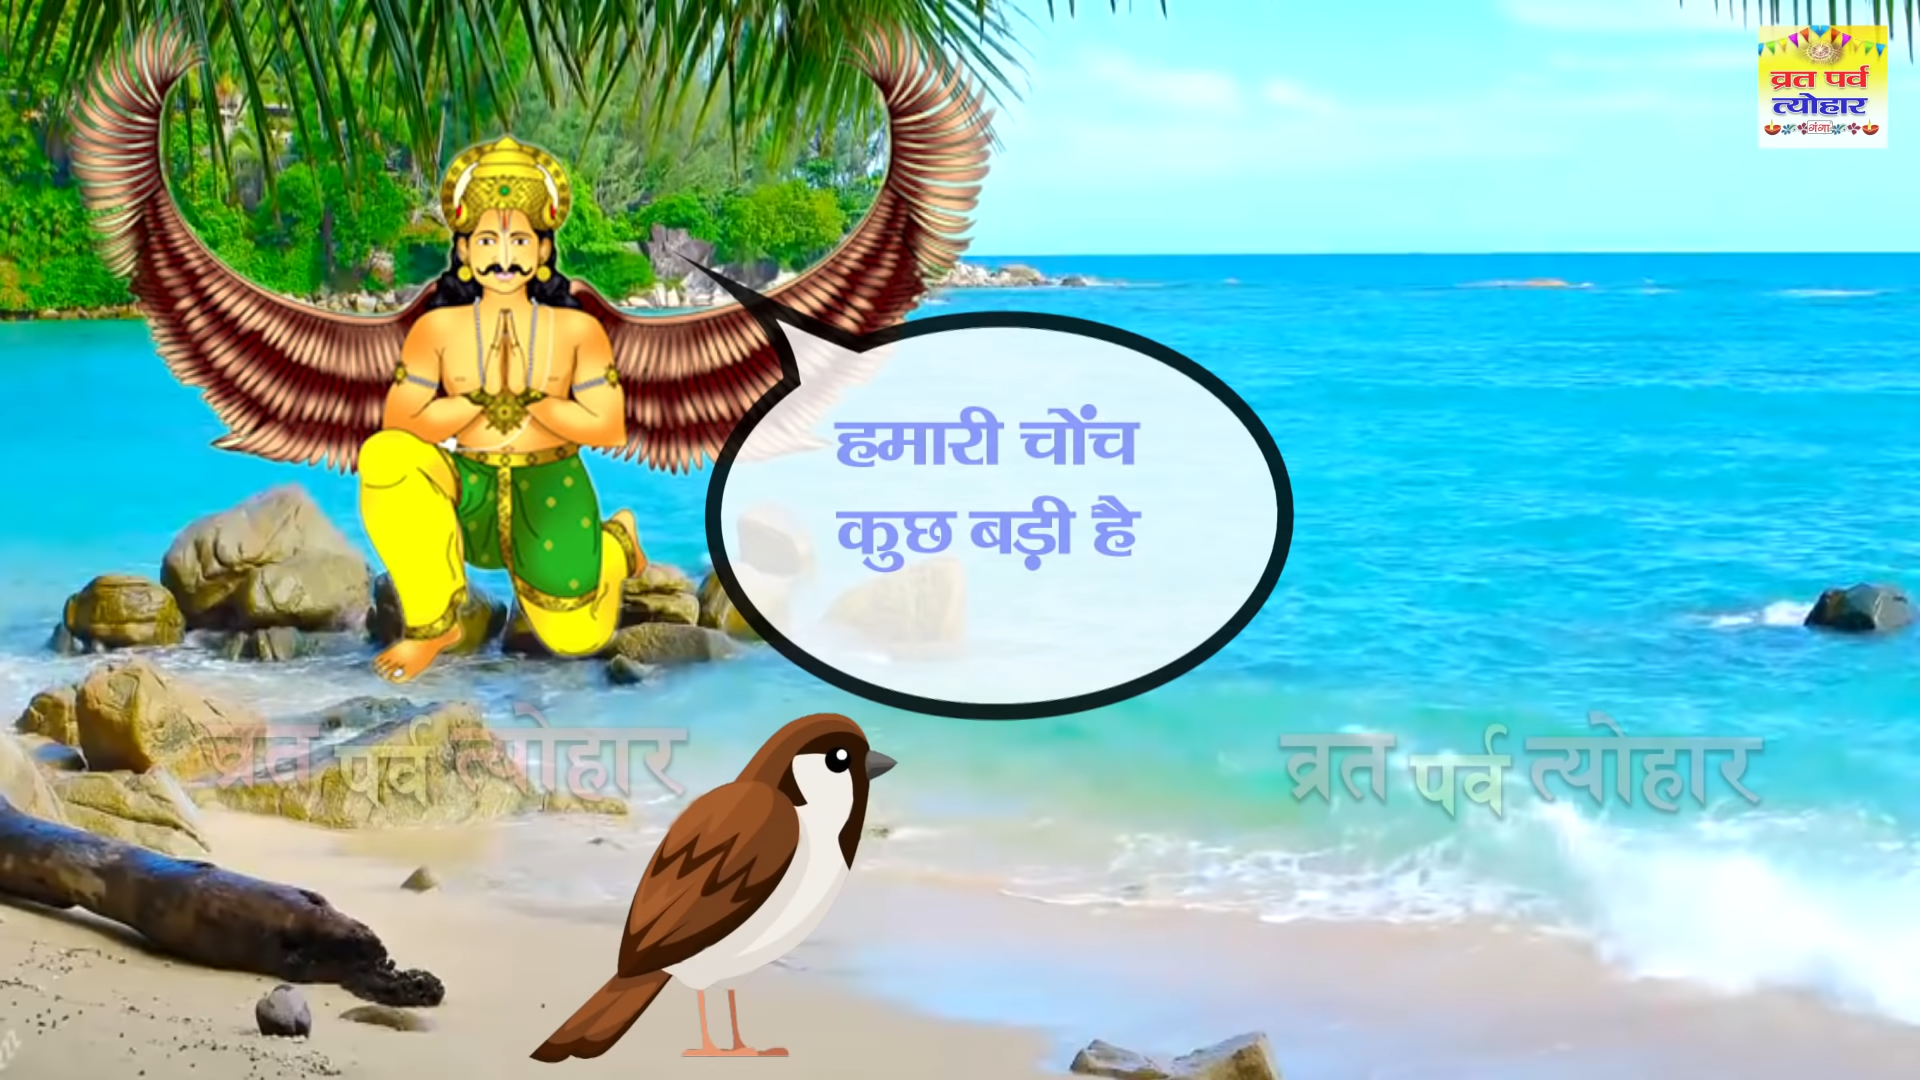 व्रत पर्व
त्योहार
गंगा
हमारी चोंच
कुछ बड़ी है
व्रत पर्व त्योहार
व्रत पर्व त्योहार